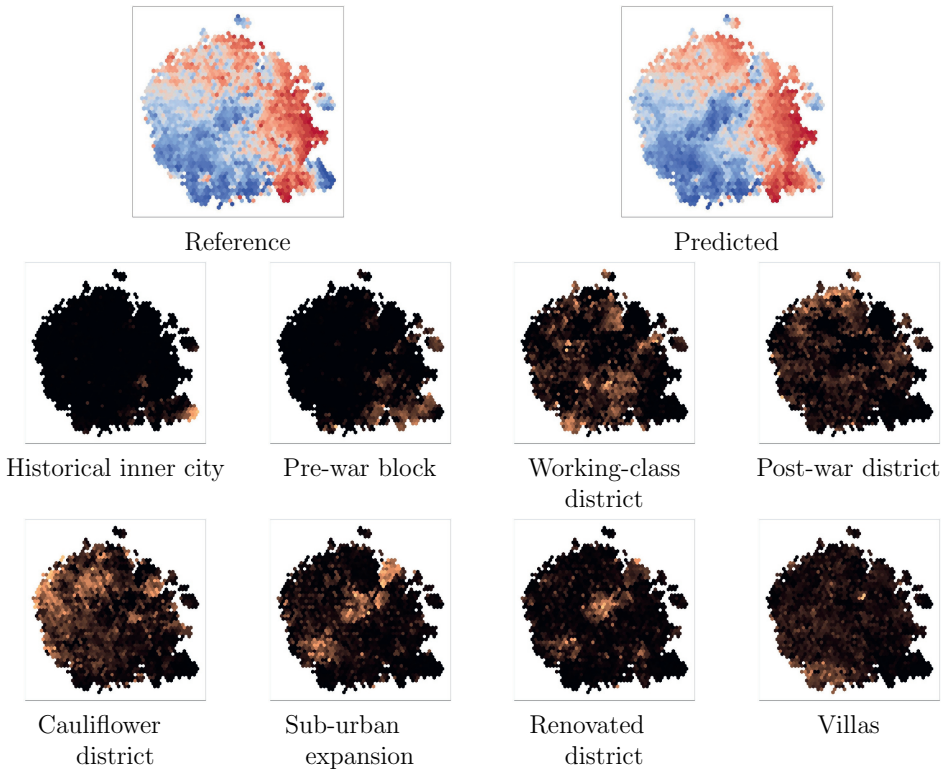 Reference
Predicted
Historical inner city
Pre-war block
Working-class
district
Post-war district
Cauliflower
district
Sub-urban
expansion
Renovated
district
Villas